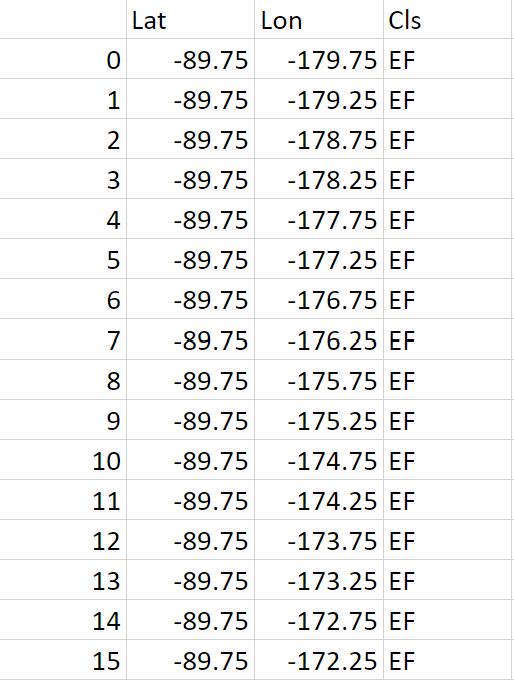 Lat Lon Cls
0 -89.75 -179.75 EF
1 -89.75 -179.25 EF
2 -89.75 -178.75 EF
3 -89.75 -178.25 EF
4 -89.75 -177.75 EF
5 -89.75 -177.25 EF
6 -89.75 -176.75 EF
7 -89.75 -176.25 EF
8 -89.75 -175.75 EF
9 -89.75 -175.25 EF
10 -89.75 -174.75 EF
11 -89.75 -174.25 EF
12 -89.75 -173.75 EF
13 -89.75 -173.25 EF
14 -89.75 -172.75 EF
15 -89.75 -172.25 EF